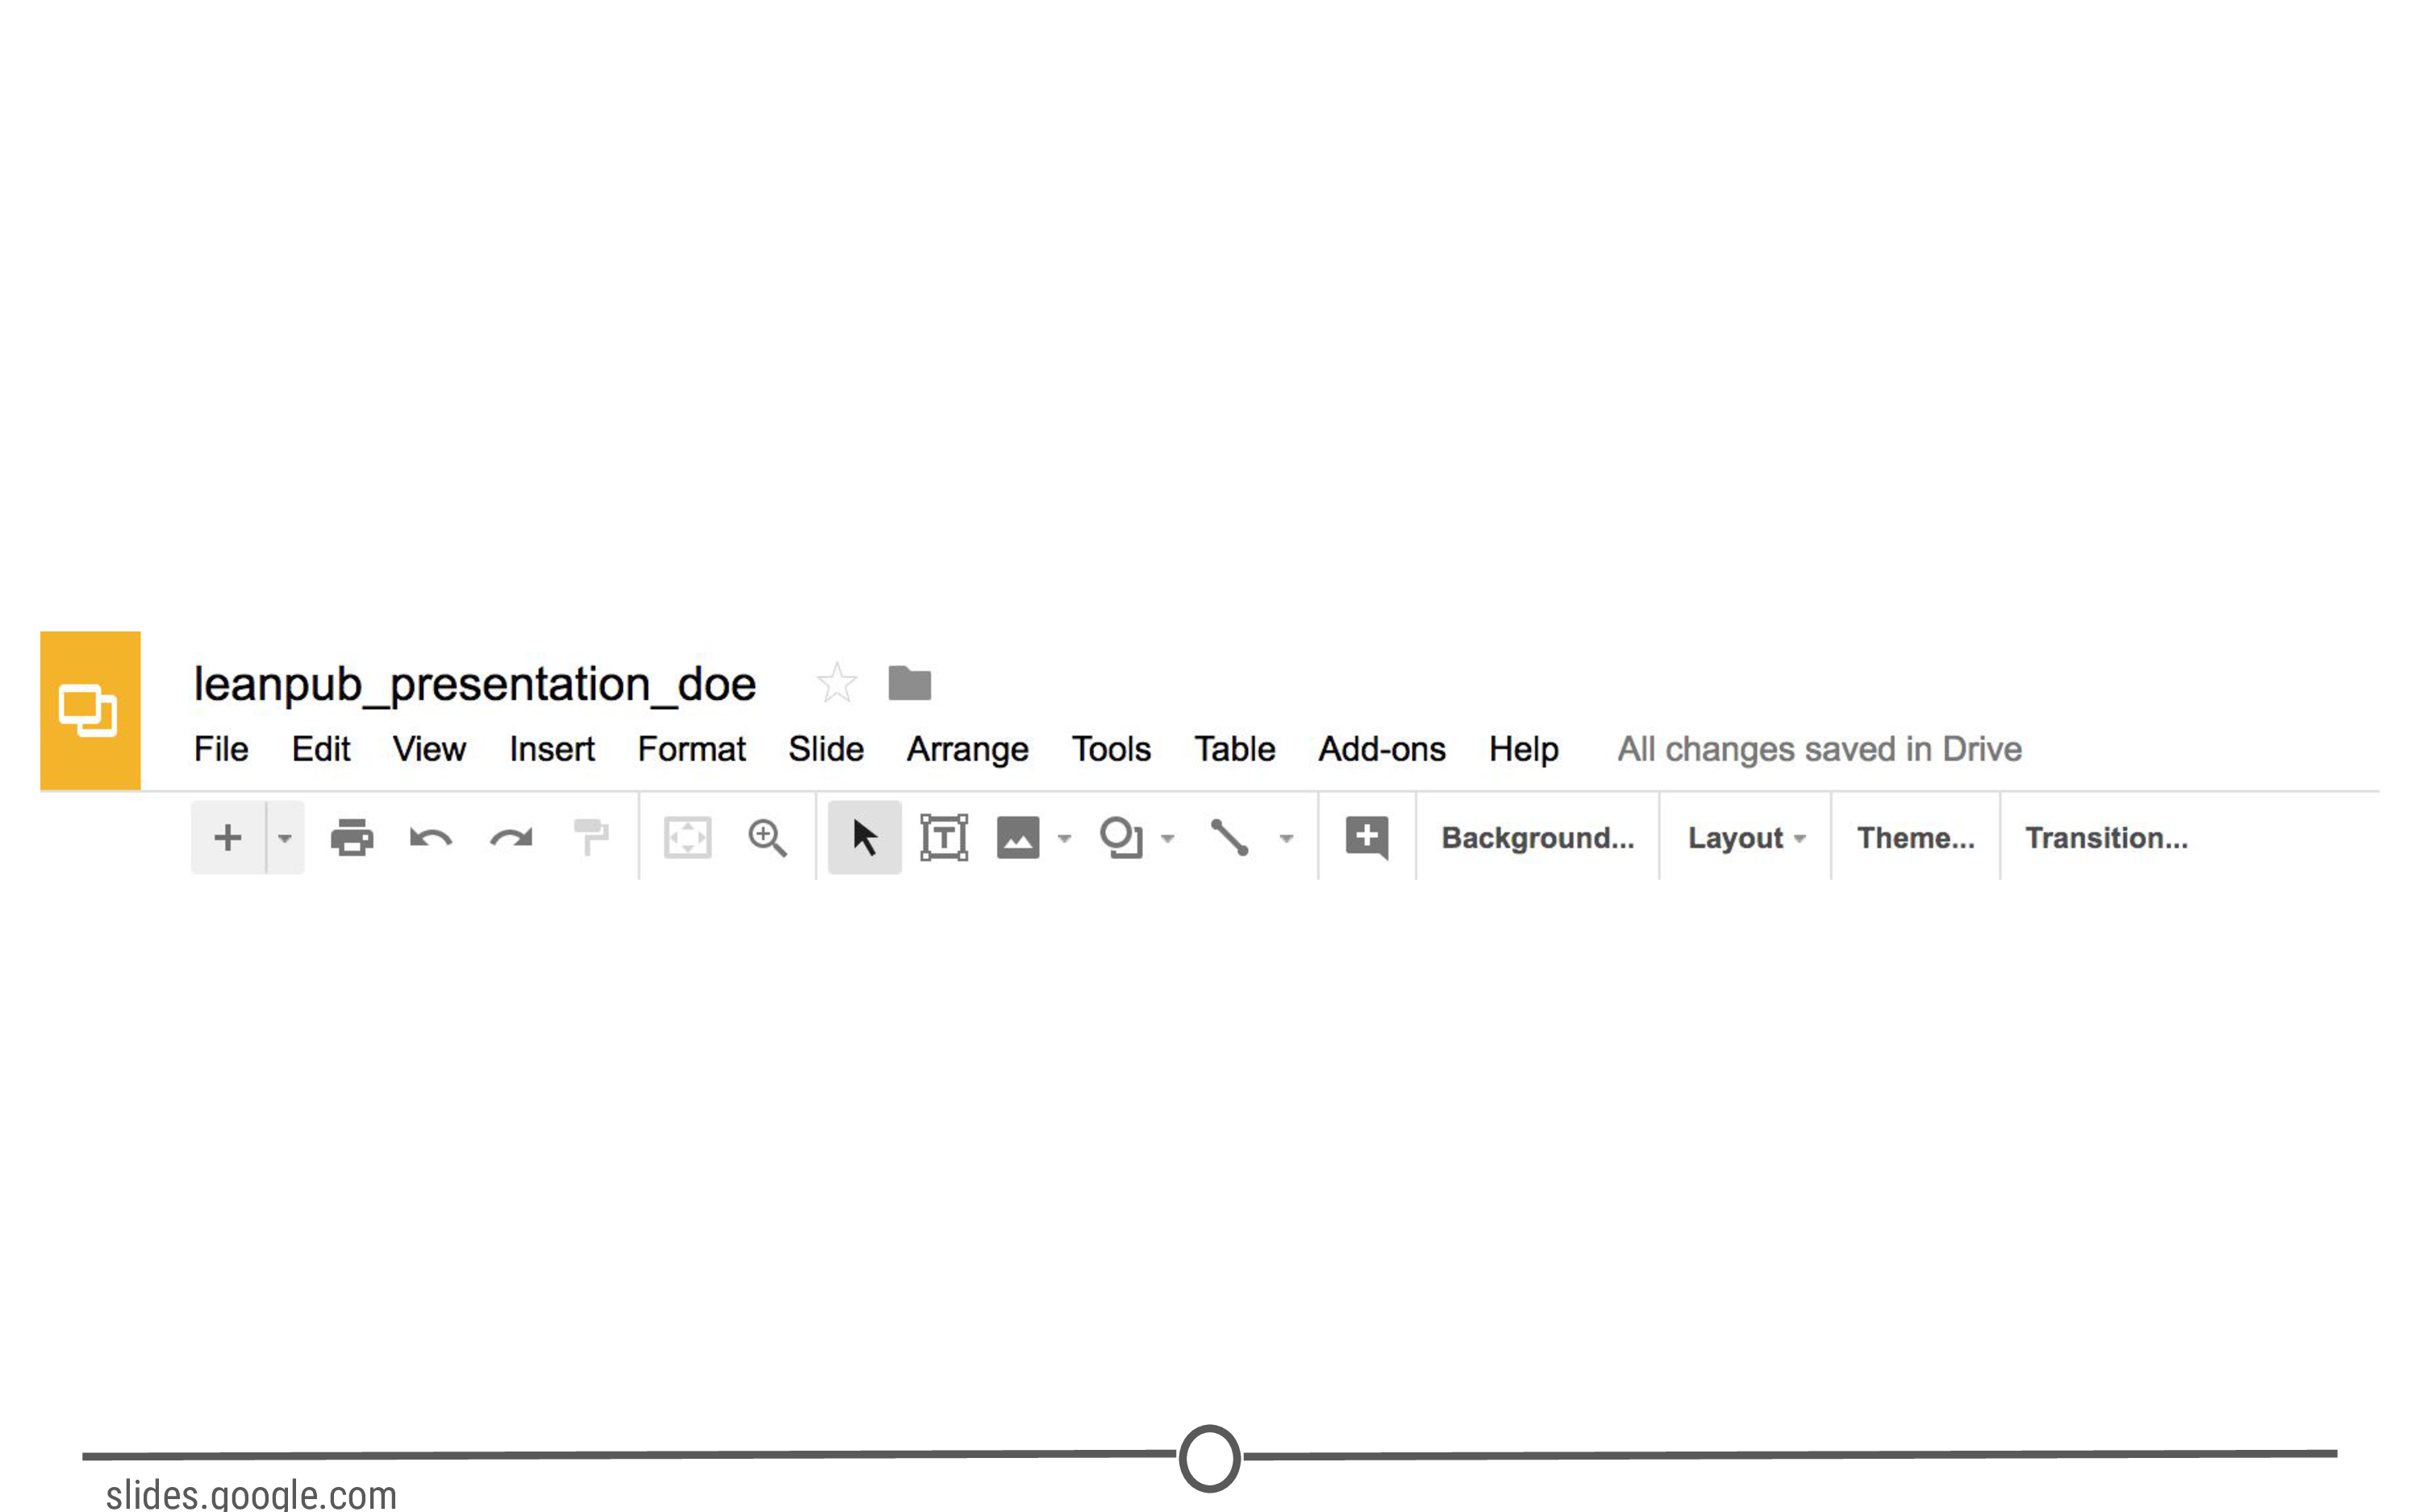 leanpub_presentation_doe
File Edit View Insert Format Slide Arrange Tools Table Add-ons Help All changes saved in Drive
Background... Layout Theme... Transition...
slides.google.com